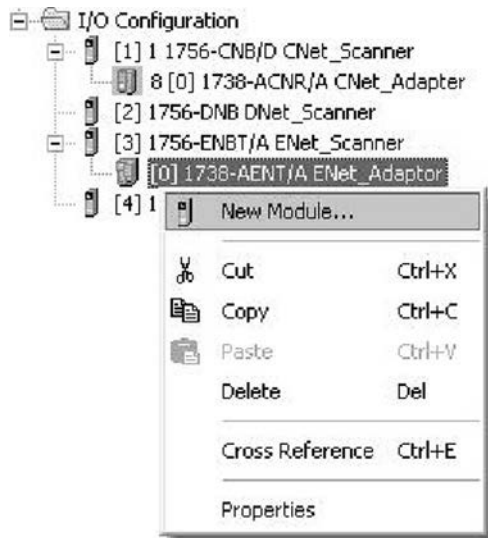 I/O Configuration
[1] 1 1756-CNB/D CNet_Scanner
8 [0] 1738-ACNR/A CNet_Adapter
[2] 1756-DNB DNet_Scanner
[3] 1756-ENBT/A ENet_Scanner
[0] 1738-AENT/A ENet_Adaptor
[4] 1
New Module...
Cut Ctrl+X
Copy Ctrl+C
Paste Ctrl+V
Delete Del
Cross Reference Ctrl+E
Properties